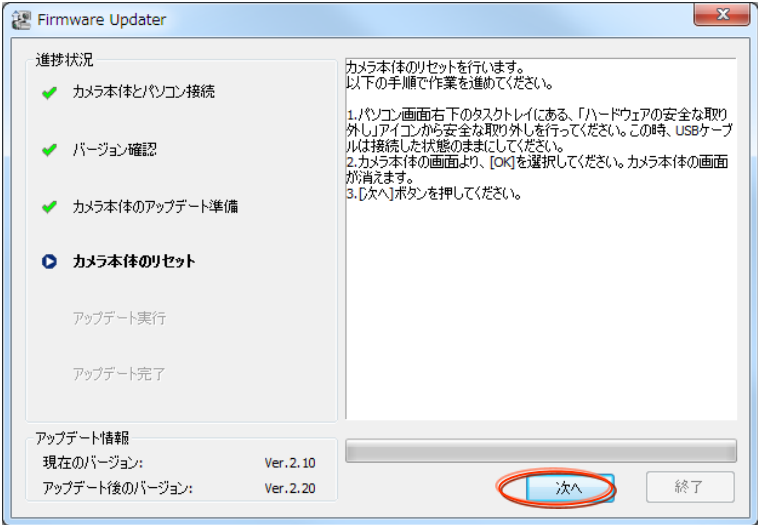 Firmware Updater
進捗状況
カメラ本体とパソコン接続
バージョン確認
カメラ本体のアップデート準備
カメラ本体のリセット
アップデート実行
アップデート完了
カメラ本体のリセットを行います。
以下の手順で作業を進めてください。
1.パソコン画面右下のタスクトレイにある、「ハードウェアの安全な取り
外し」アイコンから安全な取り外しを行ってください。この時、USBケーブ
ルは接続した状態のままにしてください。
2.カメラ本体の画面より、[OK]を選択してください。カメラ本体の画面
が消えます。
3.[次へ]ボタンを押してください。
アップデート情報
現在のバージョン: Ver.2.10
アップデート後のバージョン: Ver.2.20
次へ
終了